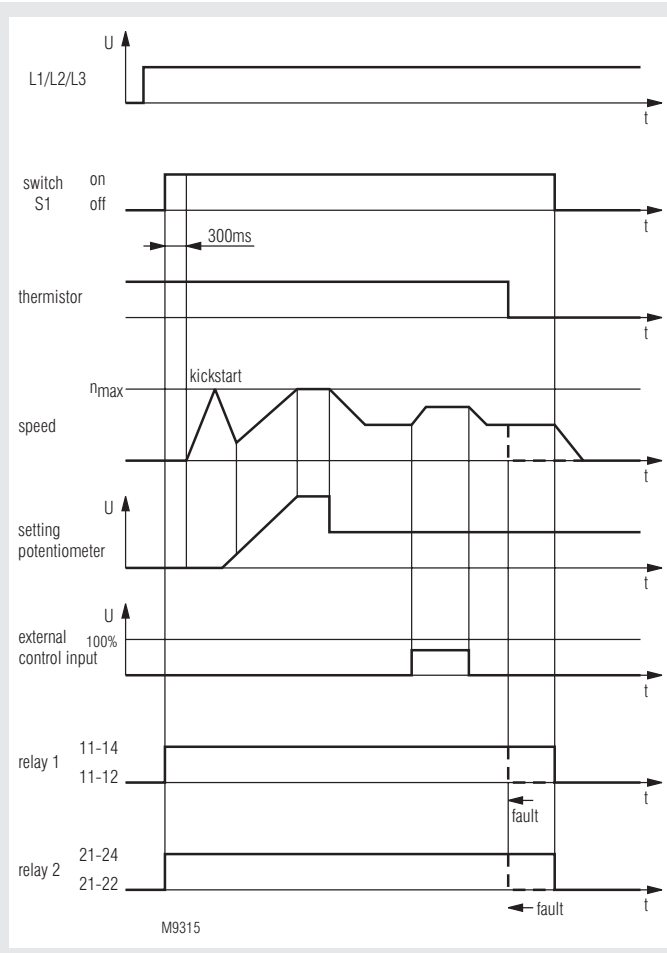 U
L1/L2/L3
t
switch on
S1 off
t
300ms
thermistor
t
kickstart
nmax
speed
t
U
setting
potentiometer
t
U
external 100%
control input
t
11-14
relay 1
11-12
t
fault
21-24
relay 2
21-22
t
fault
M9315